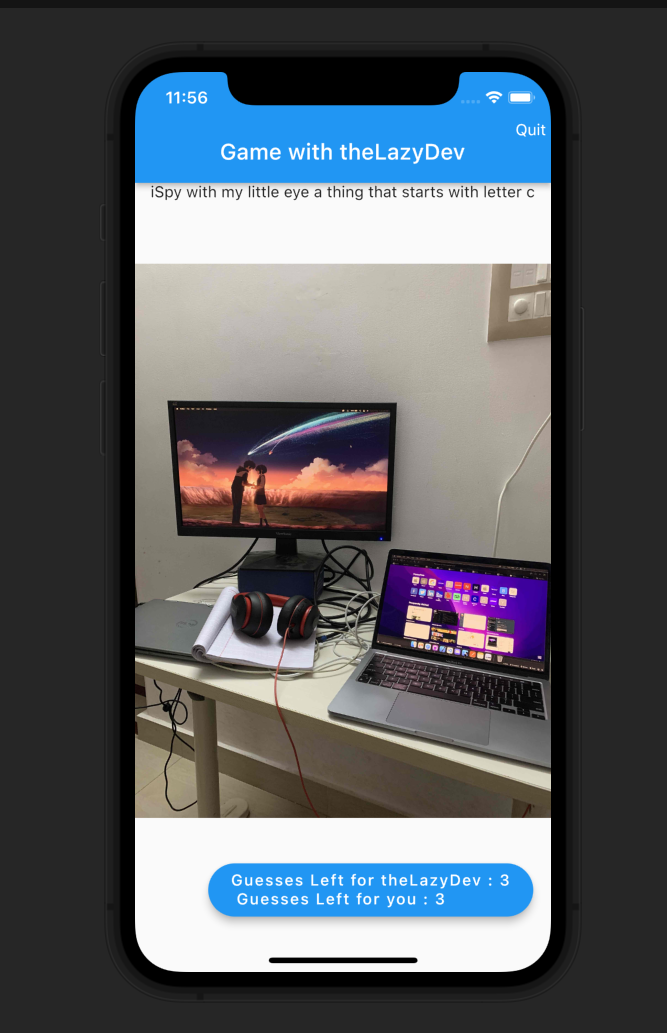 11:56
Quit
Game with theLazyDev
iSpy with my little eye a thing that starts with letter c
Guesses Left for theLazyDev : 3
Guesses Left for you : 3